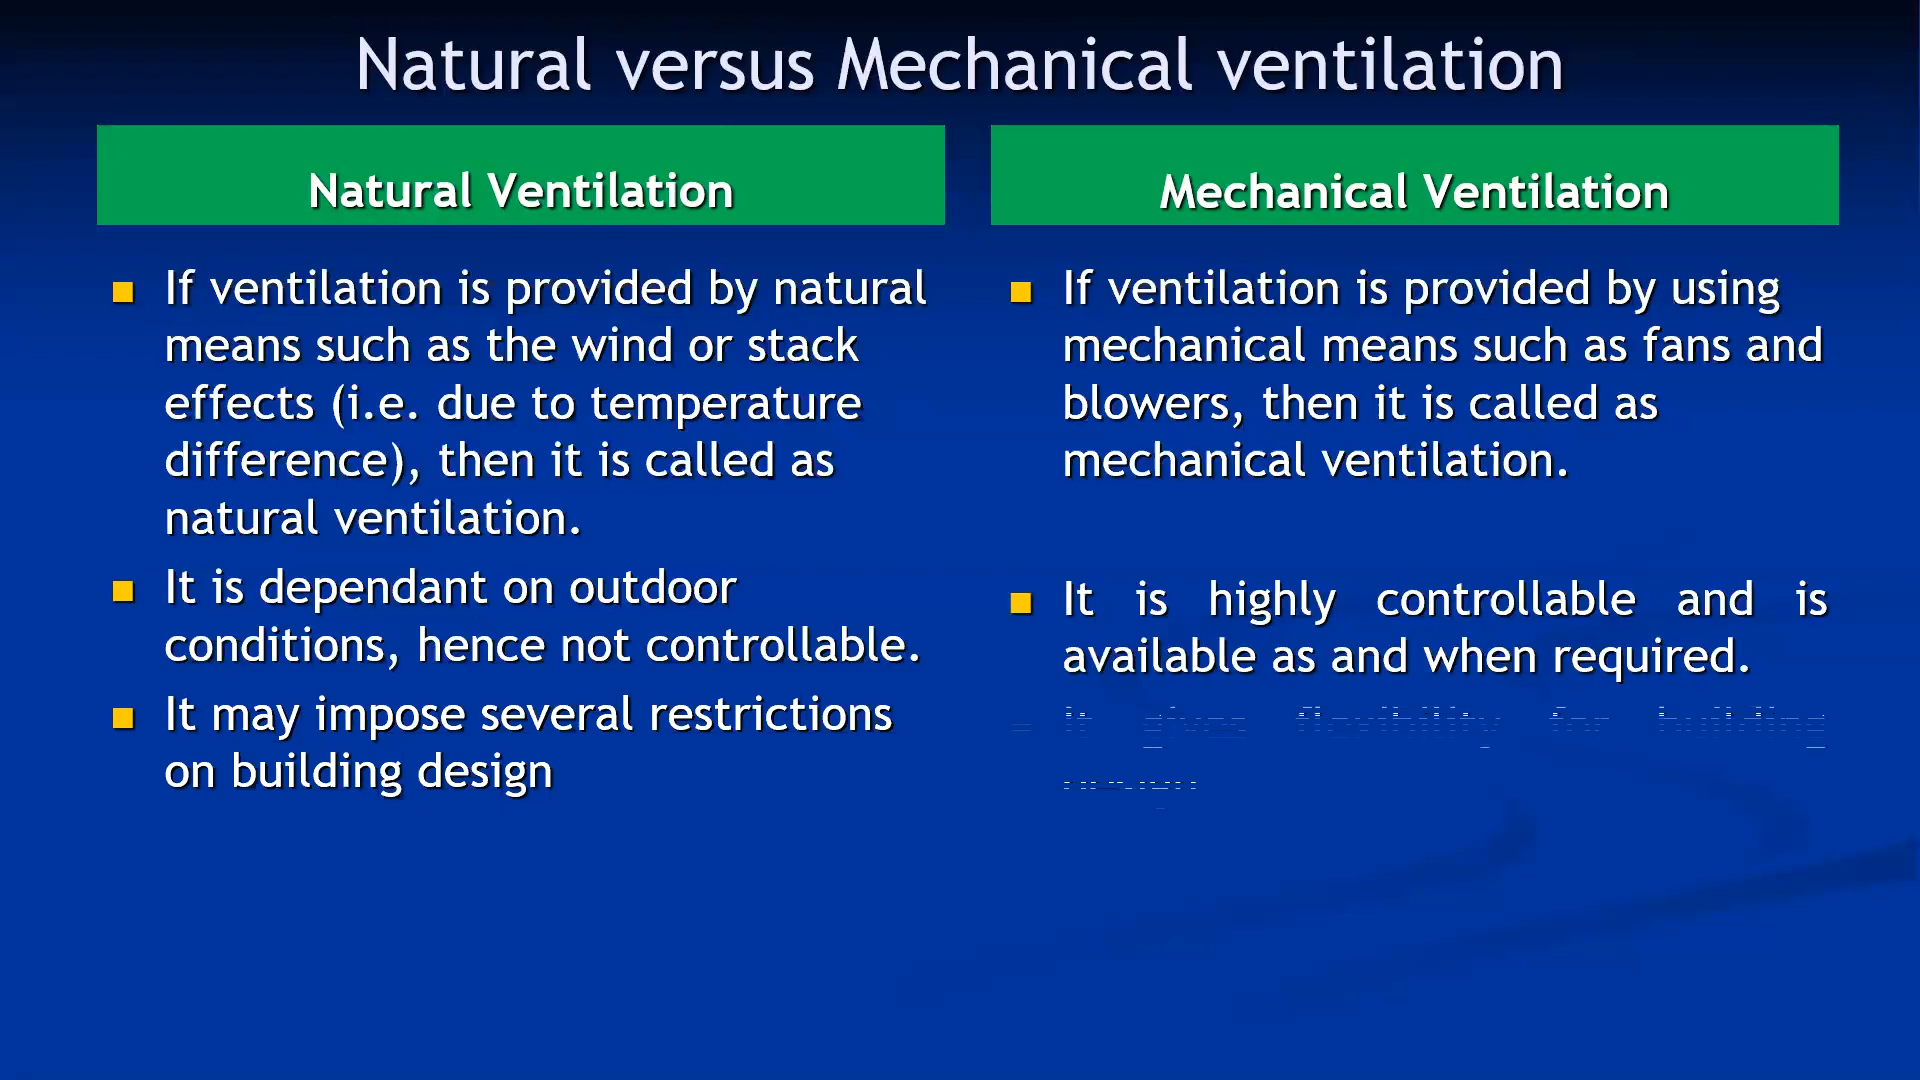 Natural versus Mechanical ventilation
Natural Ventilation
If ventilation is provided by natural
means such as the wind or stack
effects (i.e. due to temperature
difference), then it is called as
natural ventilation.
It is dependant on outdoor
conditions, hence not controllable.
It may impose several restrictions
on building design
Mechanical Ventilation
If ventilation is provided by using
mechanical means such as fans and
blowers, then it is called as
mechanical ventilation.
It is highly controllable and is
available as and when required.